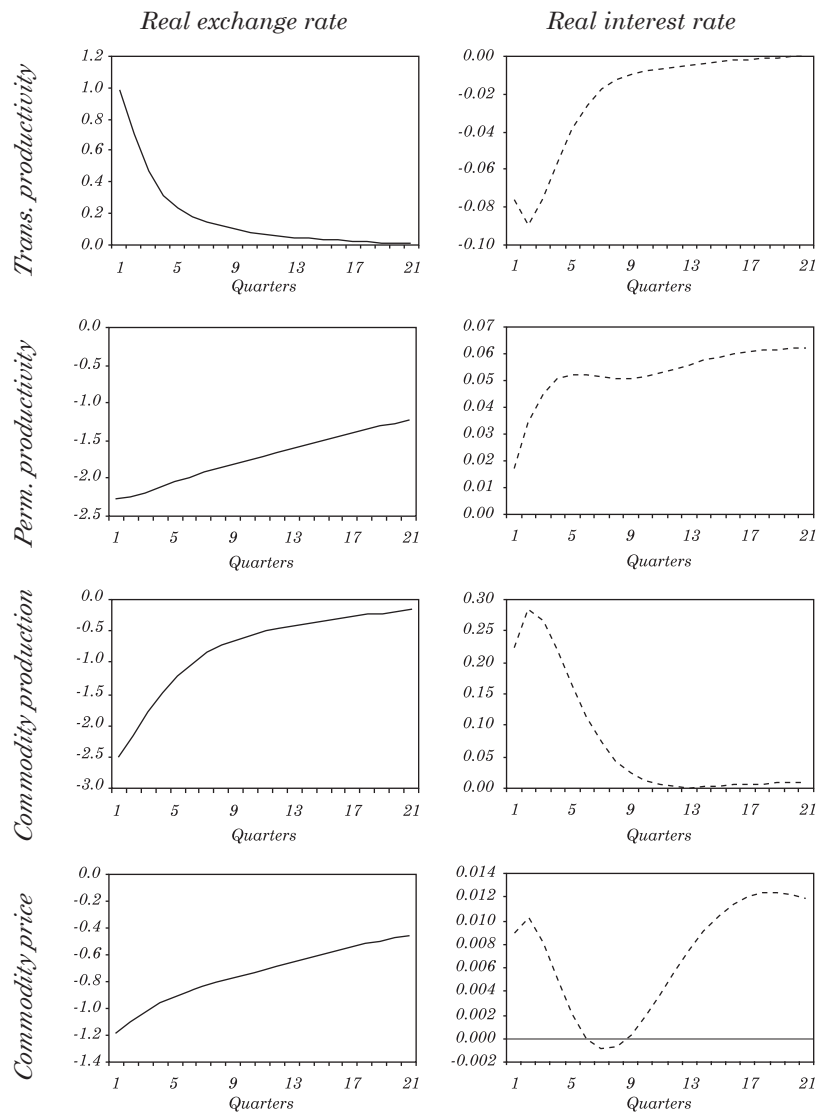 Real exchange rate Real interest rate
Trans. productivity
1.2
1.0
0.8
0.6
0.4
0.2
0.0
1 5 9 13 17 21
Quarters
0.00
-0.02
-0.04
-0.06
-0.08
-0.10
1 5 9 13 17 21
Quarters
Perm. productivity
0.0
-0.5
-1.0
-1.5
-2.0
-2.5
1 5 9 13 17 21
Quarters
0.07
0.06
0.05
0.04
0.03
0.02
0.01
0.00
1 5 9 13 17 21
Quarters
Commodity production
0.0
-0.5
-1.0
-1.5
-2.0
-2.5
-3.0
1 5 9 13 17 21
Quarters
0.30
0.25
0.20
0.15
0.10
0.05
0.00
1 5 9 13 17 21
Quarters
Commodity price
0.0
-0.2
-0.4
-0.6
-0.8
-1.0
-1.2
-1.4
1 5 9 13 17 21
Quarters
0.014
0.012
0.010
0.008
0.006
0.004
0.002
0.000
-0.002
1 5 9 13 17 21
Quarters